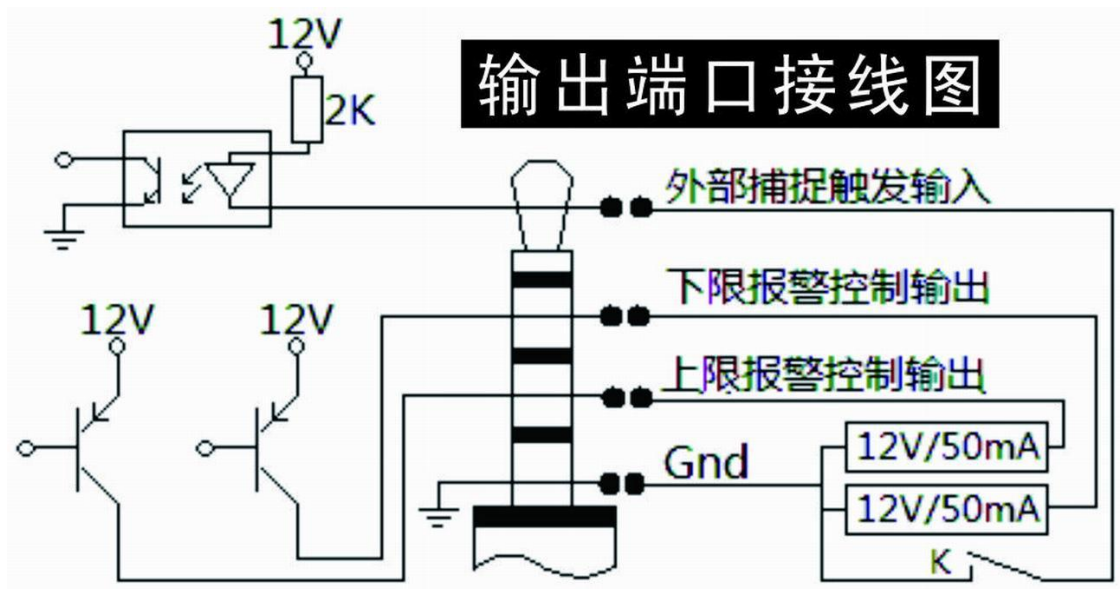 12V
输出端口接线图
2K
外部捕捉触发输入
下限报警控制输出
12V
12V
上限报警控制输出
Gnd
12V/50mA
12V/50mA
K